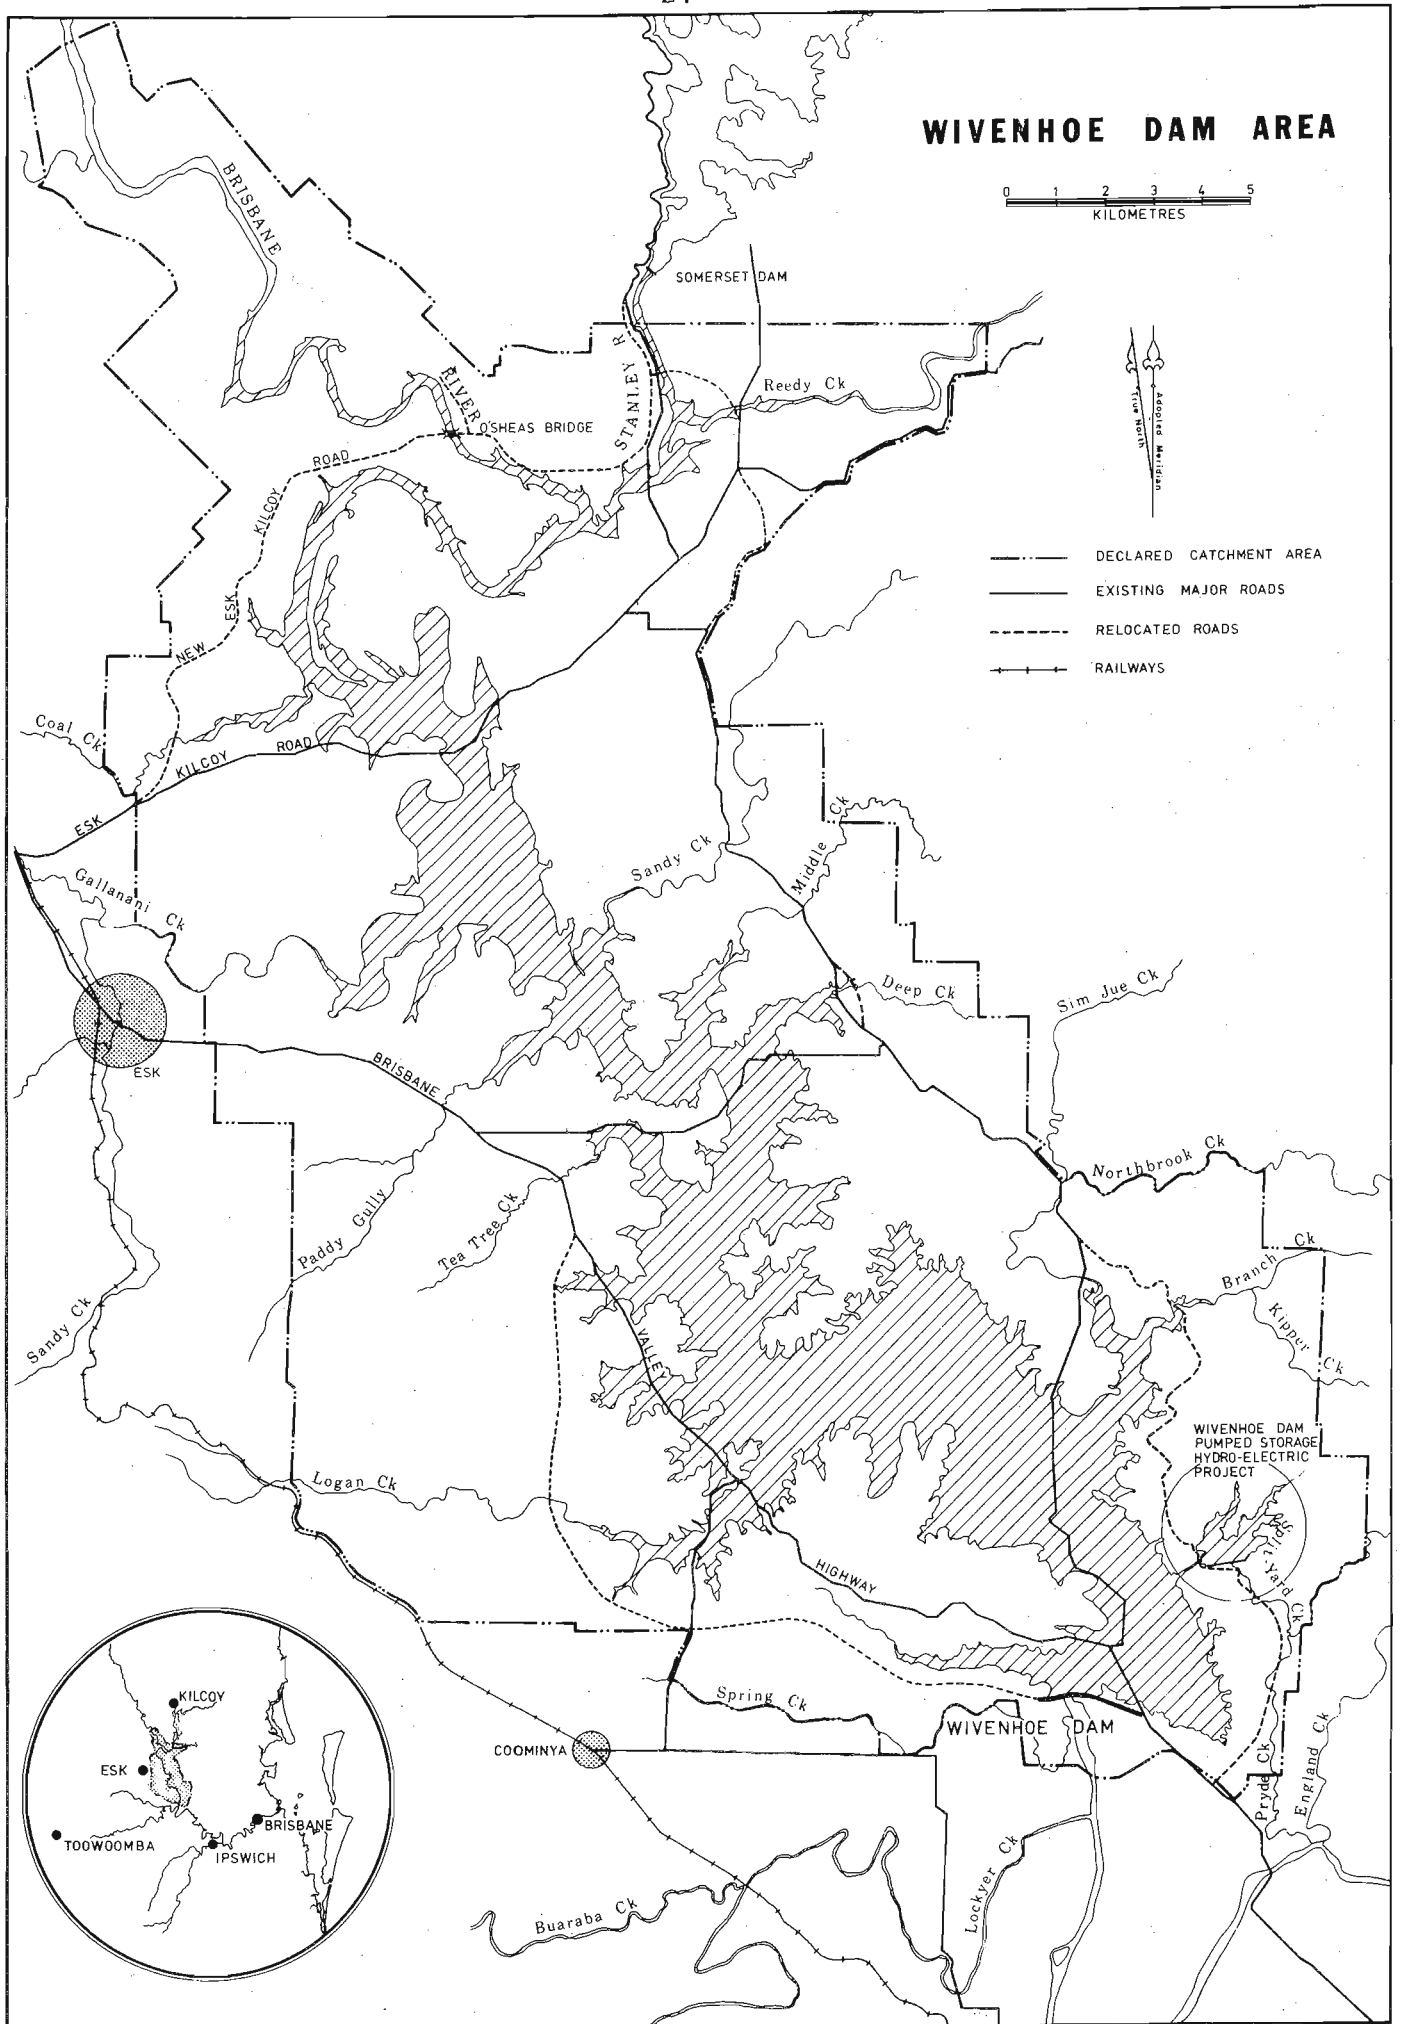 WIVENHOE DAM AREA
0 1 2 3 4 5
KILOMETRES
BRISBANE
RIVER
SOMERSET DAM
STANLEY R
Reedy Ck
O'SHEAS BRIDGE
True North
Adopted Meridian
NEW ESK KILCOY ROAD
DECLARED CATCHMENT AREA
EXISTING MAJOR ROADS
RELOCATED ROADS
RAILWAYS
Coal Ck
ESK KILCOY ROAD
Gallanani Ck
Sandy Ck
Middle Ck
Deep Ck
Sim Jue Ck
ESK
BRISBANE
VALLEY
HIGHWAY
Northbrook Ck
Paddy Gully
Tea Tree Ck
Branch Ck
Kipper Ck
Sandy Ck
WIVENHOE DAM
PUMPED STORAGE
HYDRO-ELECTRIC
PROJECT
Logan Ck
Yard Ck
Spring Ck
WIVENHOE DAM
COOMINYA
Pryde Ck
England Ck
Lockyer Ck
Buaraba Ck
KILCOY
ESK
BRISBANE
TOOWOOMBA
IPSWICH